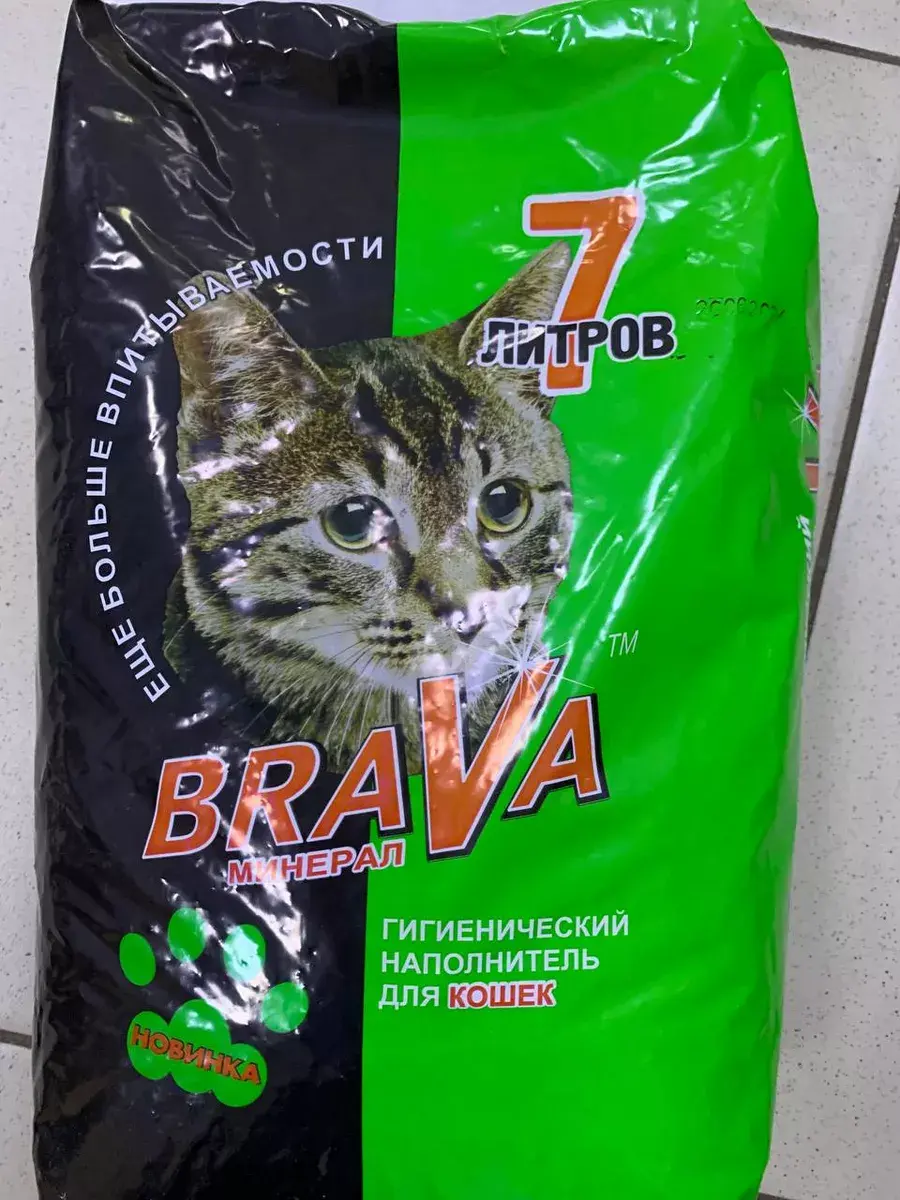 7
ЛИТРОВ
ЕЩЕ БОЛЬШЕ ВПИТЫВАЕМОСТИ
BRAVA
TM
МИНЕРАЛ
ГИГИЕНИЧЕСКИЙ
НАПОЛНИТЕЛЬ
ДЛЯ КОШЕК
НОВИНКА